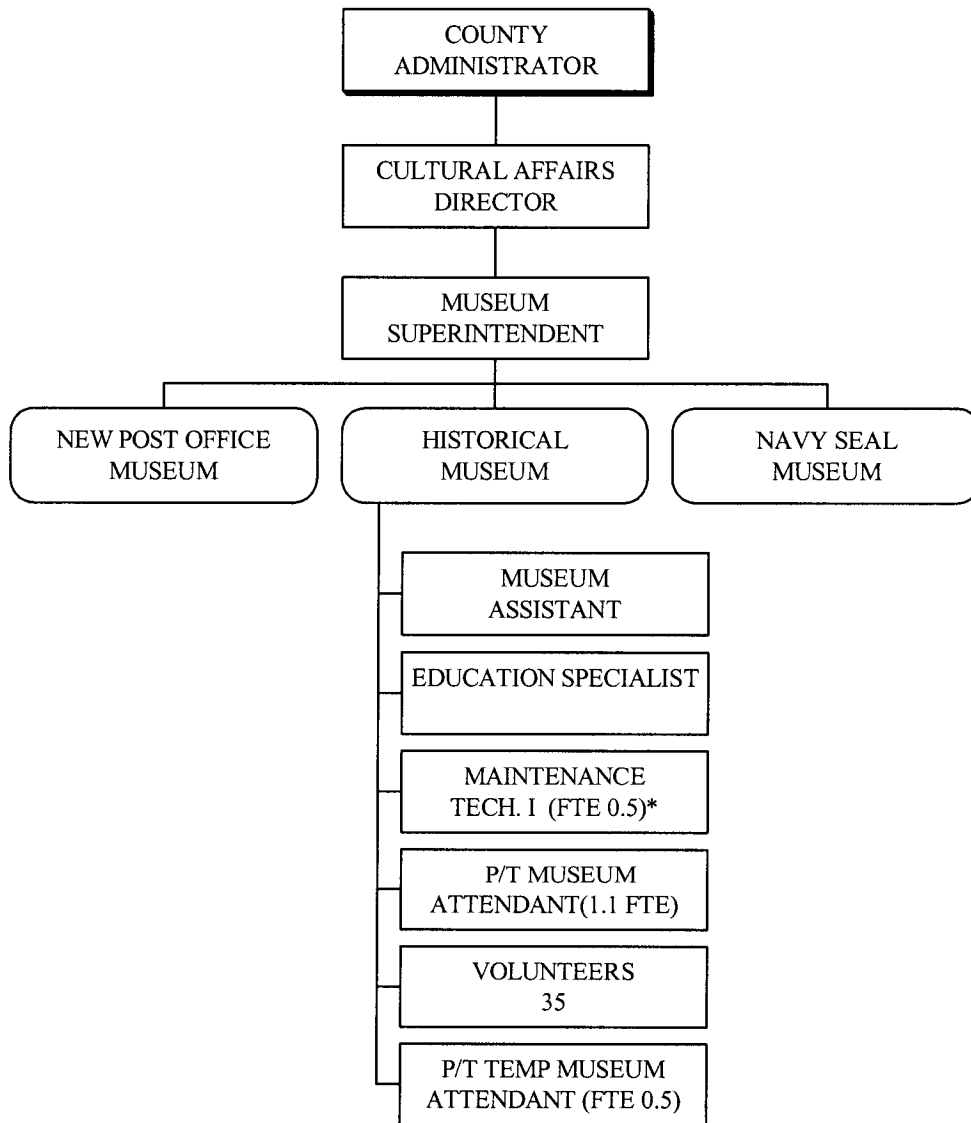 COUNTY
ADMINISTRATOR
CULTURAL AFFAIRS
DIRECTOR
MUSEUM
SUPERINTENDENT
NEW POST OFFICE
MUSEUM
HISTORICAL
MUSEUM
NAVY SEAL
MUSEUM
MUSEUM
ASSISTANT
EDUCATION SPECIALIST
MAINTENANCE
TECH. I (FTE 0.5)*
P/T MUSEUM
ATTENDANT(1.1 FTE)
VOLUNTEERS
35
P/T TEMP MUSEUM
ATTENDANT (FTE 0.5)